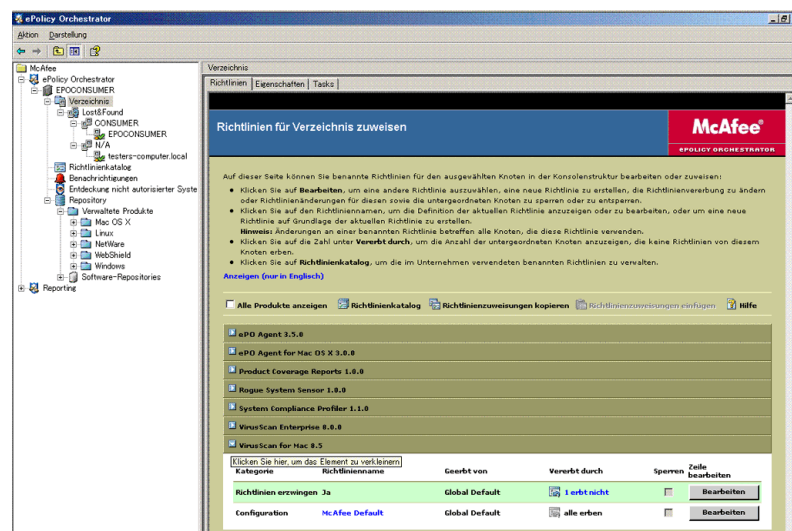 ePolicy Orchestrator
Aktion Darstellung
McAfee
ePolicy Orchestrator
EPOCONSUMER
Verzeichnis
Lost&Found
CONSUMER
EPOCONSUMER
N/A
testers-computer.local
Richtlinienkatalog
Benachrichtigungen
Entdeckung nicht autorisierter Syste
Repository
Verwaltete Produkte
Mac OS X
Linux
NetWare
WebShield
Windows
Software-Repositories
Reporting
Verzeichnis
Richtlinien Eigenschaften Tasks
Richtlinien für Verzeichnis zuweisen
McAfee®
ePOLICY ORCHESTRATOR
Auf dieser Seite können Sie benannte Richtlinien für den ausgewählten Knoten in der Konsolenstruktur bearbeiten oder zuweisen:
Klicken Sie auf Bearbeiten, um eine andere Richtlinie auszuwählen, eine neue Richtlinie zu erstellen, die Richtlinienvererbung zu ändern
oder Richtlinienänderungen für diesen sowie die untergeordneten Knoten zu sperren oder zu entsperren.
Klicken Sie auf den Richtliniennamen, um die Definition der aktuellen Richtlinie anzuzeigen oder zu bearbeiten, oder um eine neue
Richtlinie auf Grundlage der aktuellen Richtlinie zu erstellen.
Hinweis: Änderungen an einer benannten Richtlinie betreffen alle Knoten, die diese Richtlinie verwenden.
Klicken Sie auf die Zahl unter Vererbt durch, um die Anzahl der untergeordneten Knoten anzuzeigen, die keine Richtlinien von diesem
Knoten erben.
Klicken Sie auf Richtlinienkatalog, um die im Unternehmen verwendeten benannten Richtlinien zu verwalten.
Anzeigen (nur in Englisch)
Alle Produkte anzeigen Richtlinienkatalog Richtlinienzuweisungen kopieren Richtlinienzuweisungen einfügen Hilfe
ePO Agent 3.5.0
ePO Agent for Mac OS X 3.0.0
Product Coverage Reports 1.0.0
Rogue System Sensor 1.0.0
System Compliance Profiler 1.1.0
VirusScan Enterprise 8.0.0
VirusScan for Mac 8.5
Klicken Sie hier, um das Element zu verkleinern
Kategorie Richtlinienname Geerbt von Vererbt durch Sperren Zeile bearbeiten
Richtlinien erzwingen Ja Global Default 1 erbt nicht Bearbeiten
Configuration McAfee Default Global Default alle erben Bearbeiten